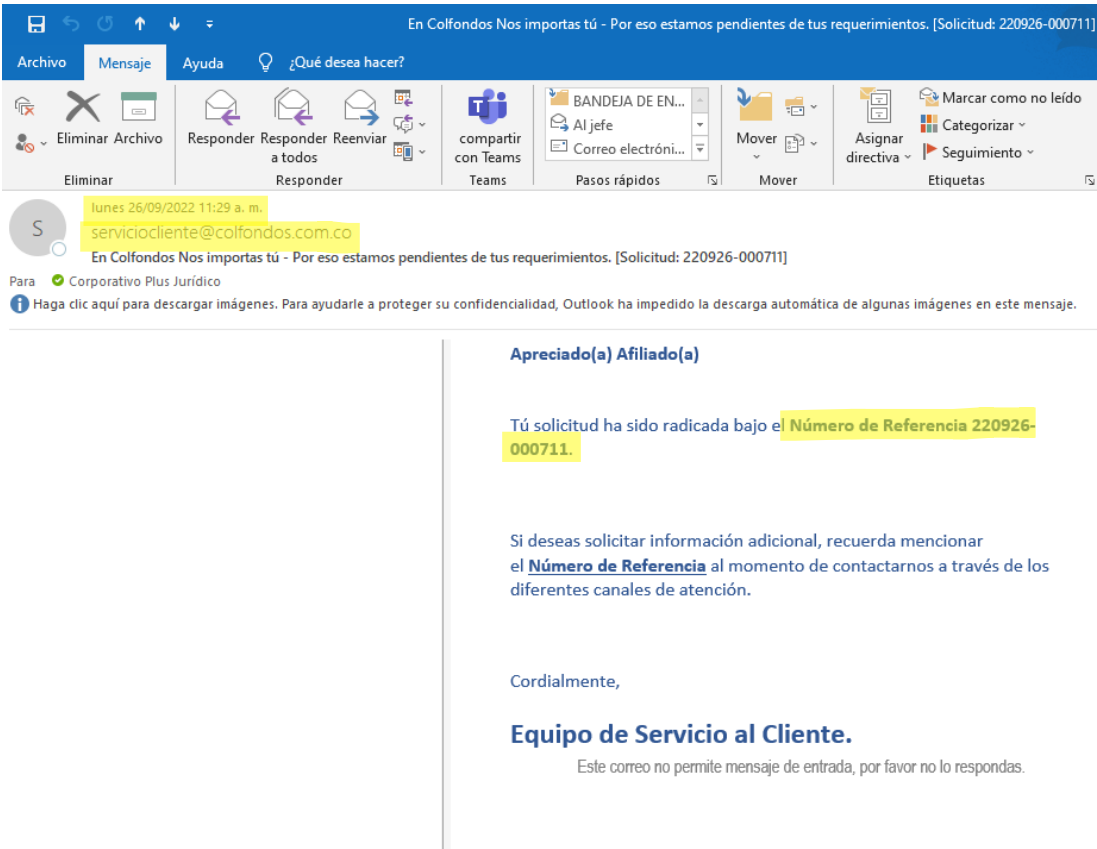 En Colfondos Nos importas tú - Por eso estamos pendientes de tus requerimientos. [Solicitud: 220926-000711]
Archivo Mensaje Ayuda ¿Qué desea hacer?
Eliminar Archivo
Responder Responder a todos Reenviar
compartir con Teams
BANDEJA DE EN...
Al jefe
Correo electróni...
Mover
Asignar directiva
Marcar como no leído
Categorizar
Seguimiento
Eliminar Responder Teams Pasos rápidos Mover Etiquetas
lunes 26/09/2022 11:29 a. m.
S
serviciocliente@colfondos.com.co
En Colfondos Nos importas tú - Por eso estamos pendientes de tus requerimientos. [Solicitud: 220926-000711]
Para Corporativo Plus Jurídico
Haga clic aquí para descargar imágenes. Para ayudarle a proteger su confidencialidad, Outlook ha impedido la descarga automática de algunas imágenes en este mensaje.
Apreciado(a) Afiliado(a)
Tú solicitud ha sido radicada bajo el Número de Referencia 220926-
000711.
Si deseas solicitar información adicional, recuerda mencionar
el Número de Referencia al momento de contactarnos a través de los
diferentes canales de atención.
Cordialmente,
Equipo de Servicio al Cliente.
Este correo no permite mensaje de entrada, por favor no lo respondas.